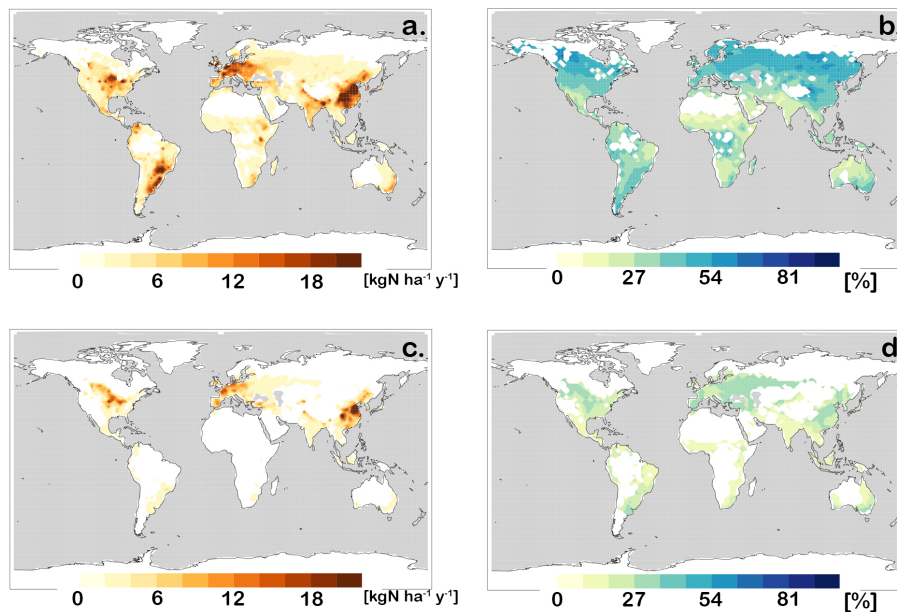 a.
b.
0 6 12 18 [kgN ha⁻¹ y⁻¹]
0 27 54 81 [%]
c.
d.
0 6 12 18 [kgN ha⁻¹ y⁻¹]
0 27 54 81 [%]